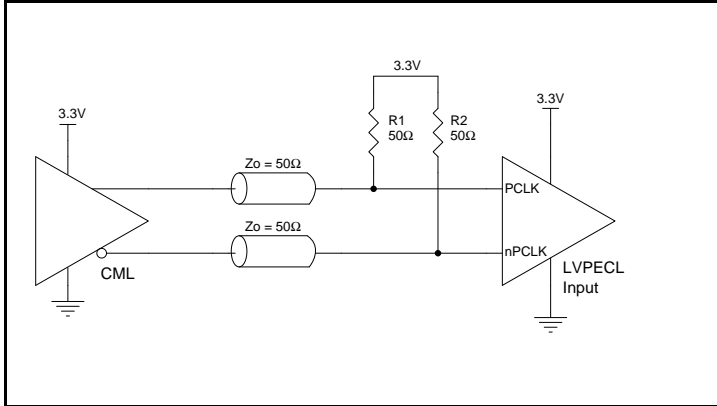 3.3V
3.3V
3.3V
R1
50Ω
R2
50Ω
Zo = 50Ω
PCLK
Zo = 50Ω
nPCLK
CML
LVPECL
Input